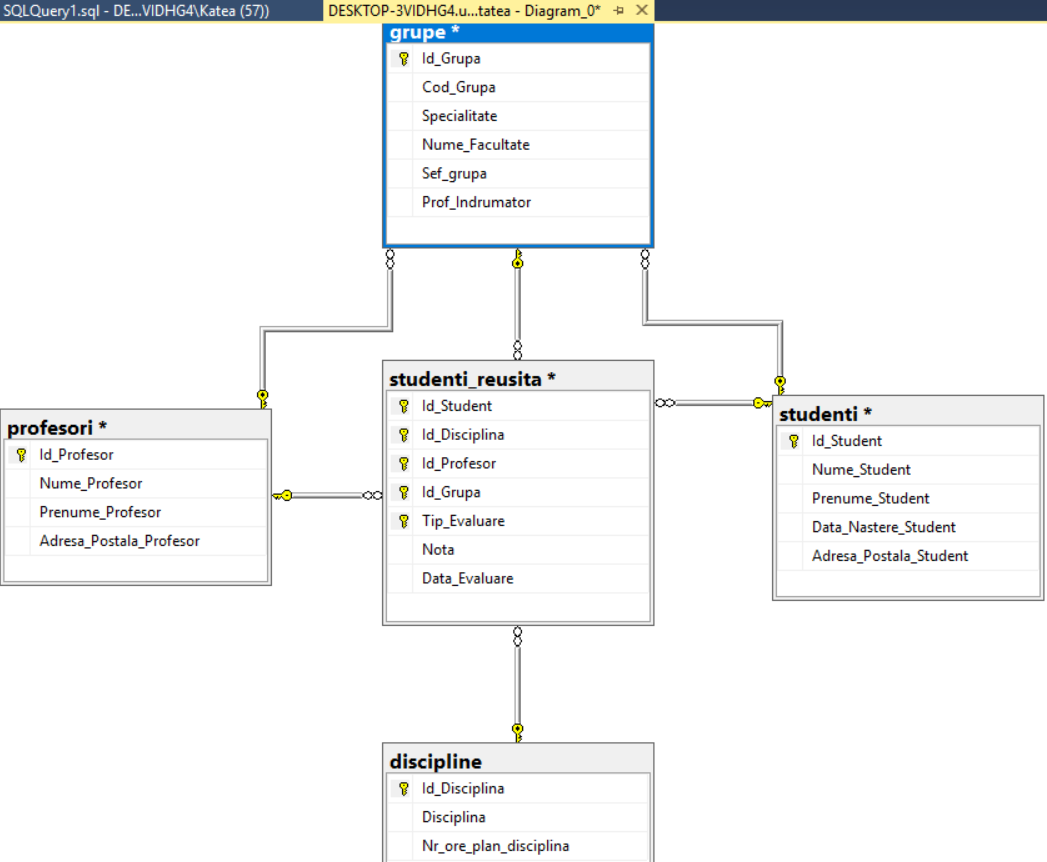 SQLQuery1.sql - DE...VIDHG4\Katea (57))
DESKTOP-3VIDHG4.u...tatea - Diagram_0*
grupe *
Id_Grupa
Cod_Grupa
Specialitate
Nume_Facultate
Sef_grupa
Prof_Indrumator
studenti_reusita *
Id_Student
Id_Disciplina
Id_Profesor
Id_Grupa
Tip_Evaluare
Nota
Data_Evaluare
profesori *
Id_Profesor
Nume_Profesor
Prenume_Profesor
Adresa_Postala_Profesor
studenti *
Id_Student
Nume_Student
Prenume_Student
Data_Nastere_Student
Adresa_Postala_Student
discipline
Id_Disciplina
Disciplina
Nr_ore_plan_disciplina